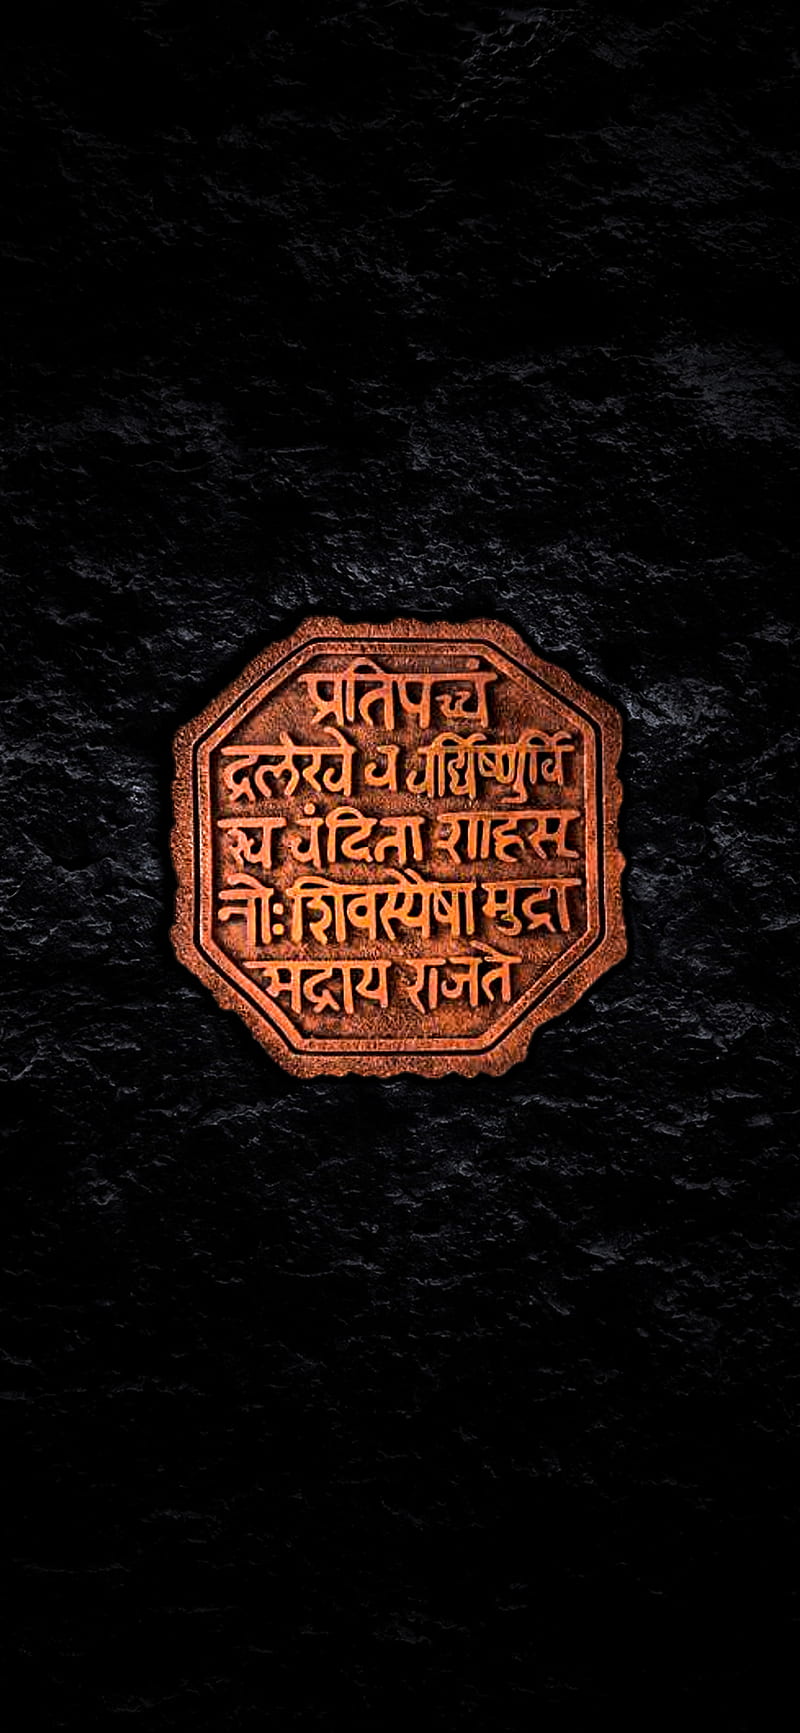 प्रतिपच्चं
द्रलेखेव वर्द्धिष्णुर्वि
श्व वंदिता शाहसू
नोः शिवस्यैषा मुद्रा
भद्राय राजते